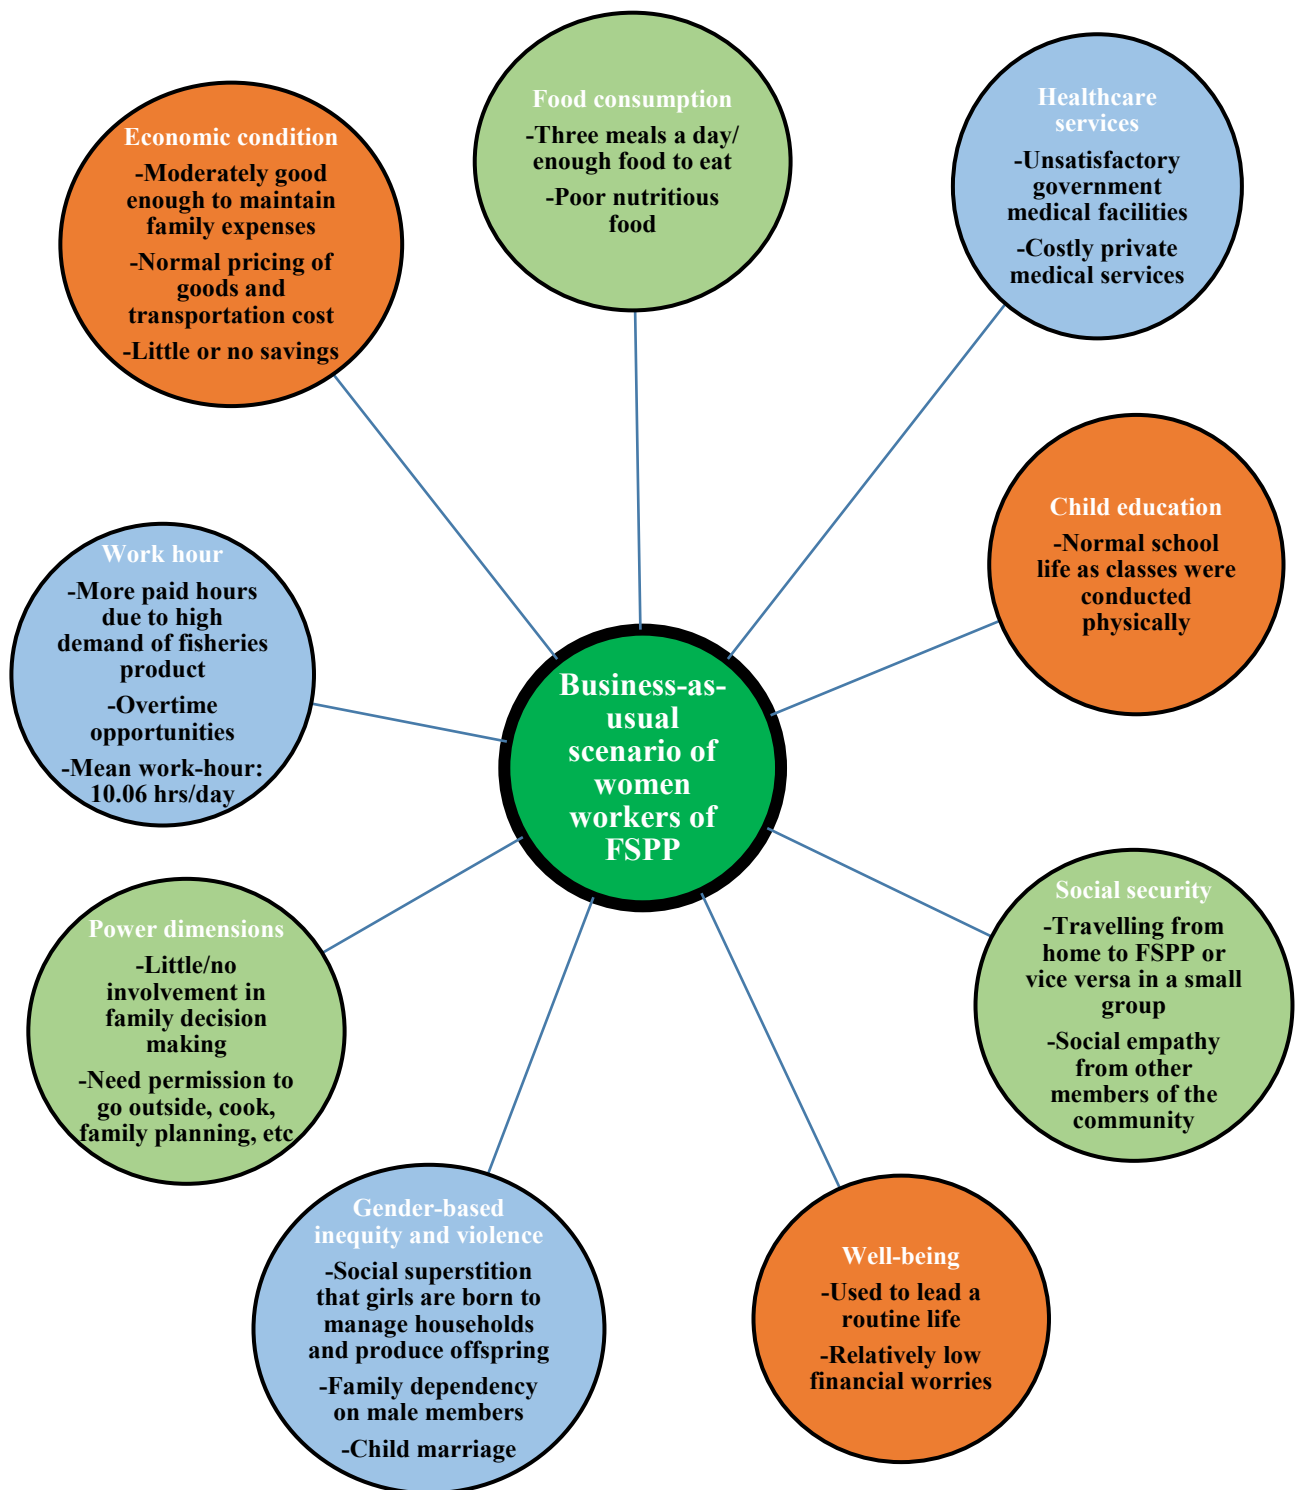 Food consumption
-Three meals a day/
enough food to eat
-Poor nutritious
food
Healthcare
services
-Unsatisfactory
government
medical facilities
-Costly private
medical services
Economic condition
-Moderately good
enough to maintain
family expenses
-Normal pricing of
goods and
transportation cost
-Little or no savings
Child education
-Normal school
life as classes were
conducted
physically
Work hour
-More paid hours
due to high
demand of fisheries
product
-Overtime
opportunities
-Mean work-hour:
10.06 hrs/day
Business-as-
usual
scenario of
women
workers of
FSPP
Social security
-Travelling from
home to FSPP or
vice versa in a small
group
-Social empathy
from other
members of the
community
Power dimensions
-Little/no
involvement in
family decision
making
-Need permission to
go outside, cook,
family planning, etc
Gender-based
inequity and violence
-Social superstition
that girls are born to
manage households
and produce offspring
-Family dependency
on male members
-Child marriage
Well-being
-Used to lead a
routine life
-Relatively low
financial worries